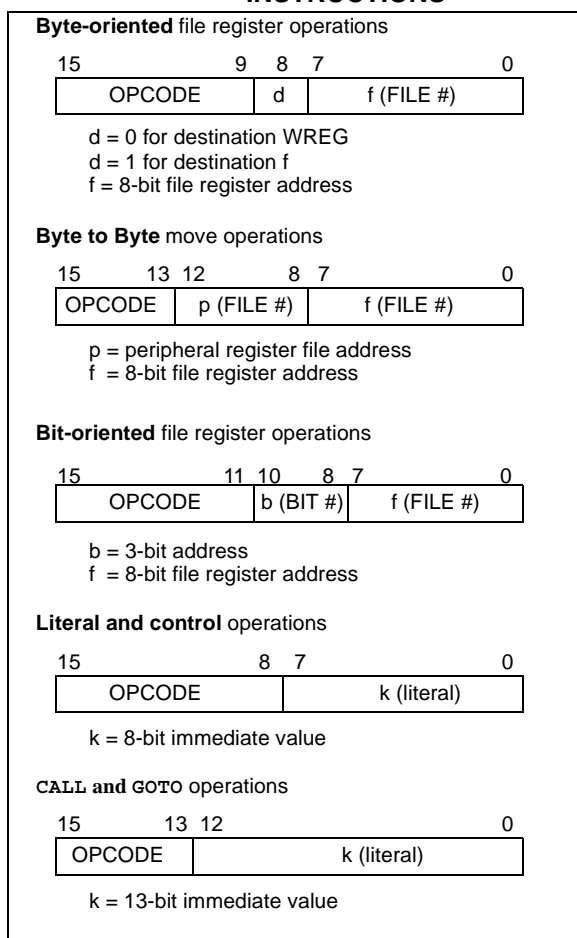 INSTRUCTIONS
Byte-oriented file register operations
15 9 8 7 0
OPCODE d f (FILE #)
d = 0 for destination WREG
d = 1 for destination f
f = 8-bit file register address
Byte to Byte move operations
15 13 12 8 7 0
OPCODE p (FILE #) f (FILE #)
p = peripheral register file address
f = 8-bit file register address
Bit-oriented file register operations
15 11 10 8 7 0
OPCODE b (BIT #) f (FILE #)
b = 3-bit address
f = 8-bit file register address
Literal and control operations
15 8 7 0
OPCODE k (literal)
k = 8-bit immediate value
CALL and GOTO operations
15 13 12 0
OPCODE k (literal)
k = 13-bit immediate value